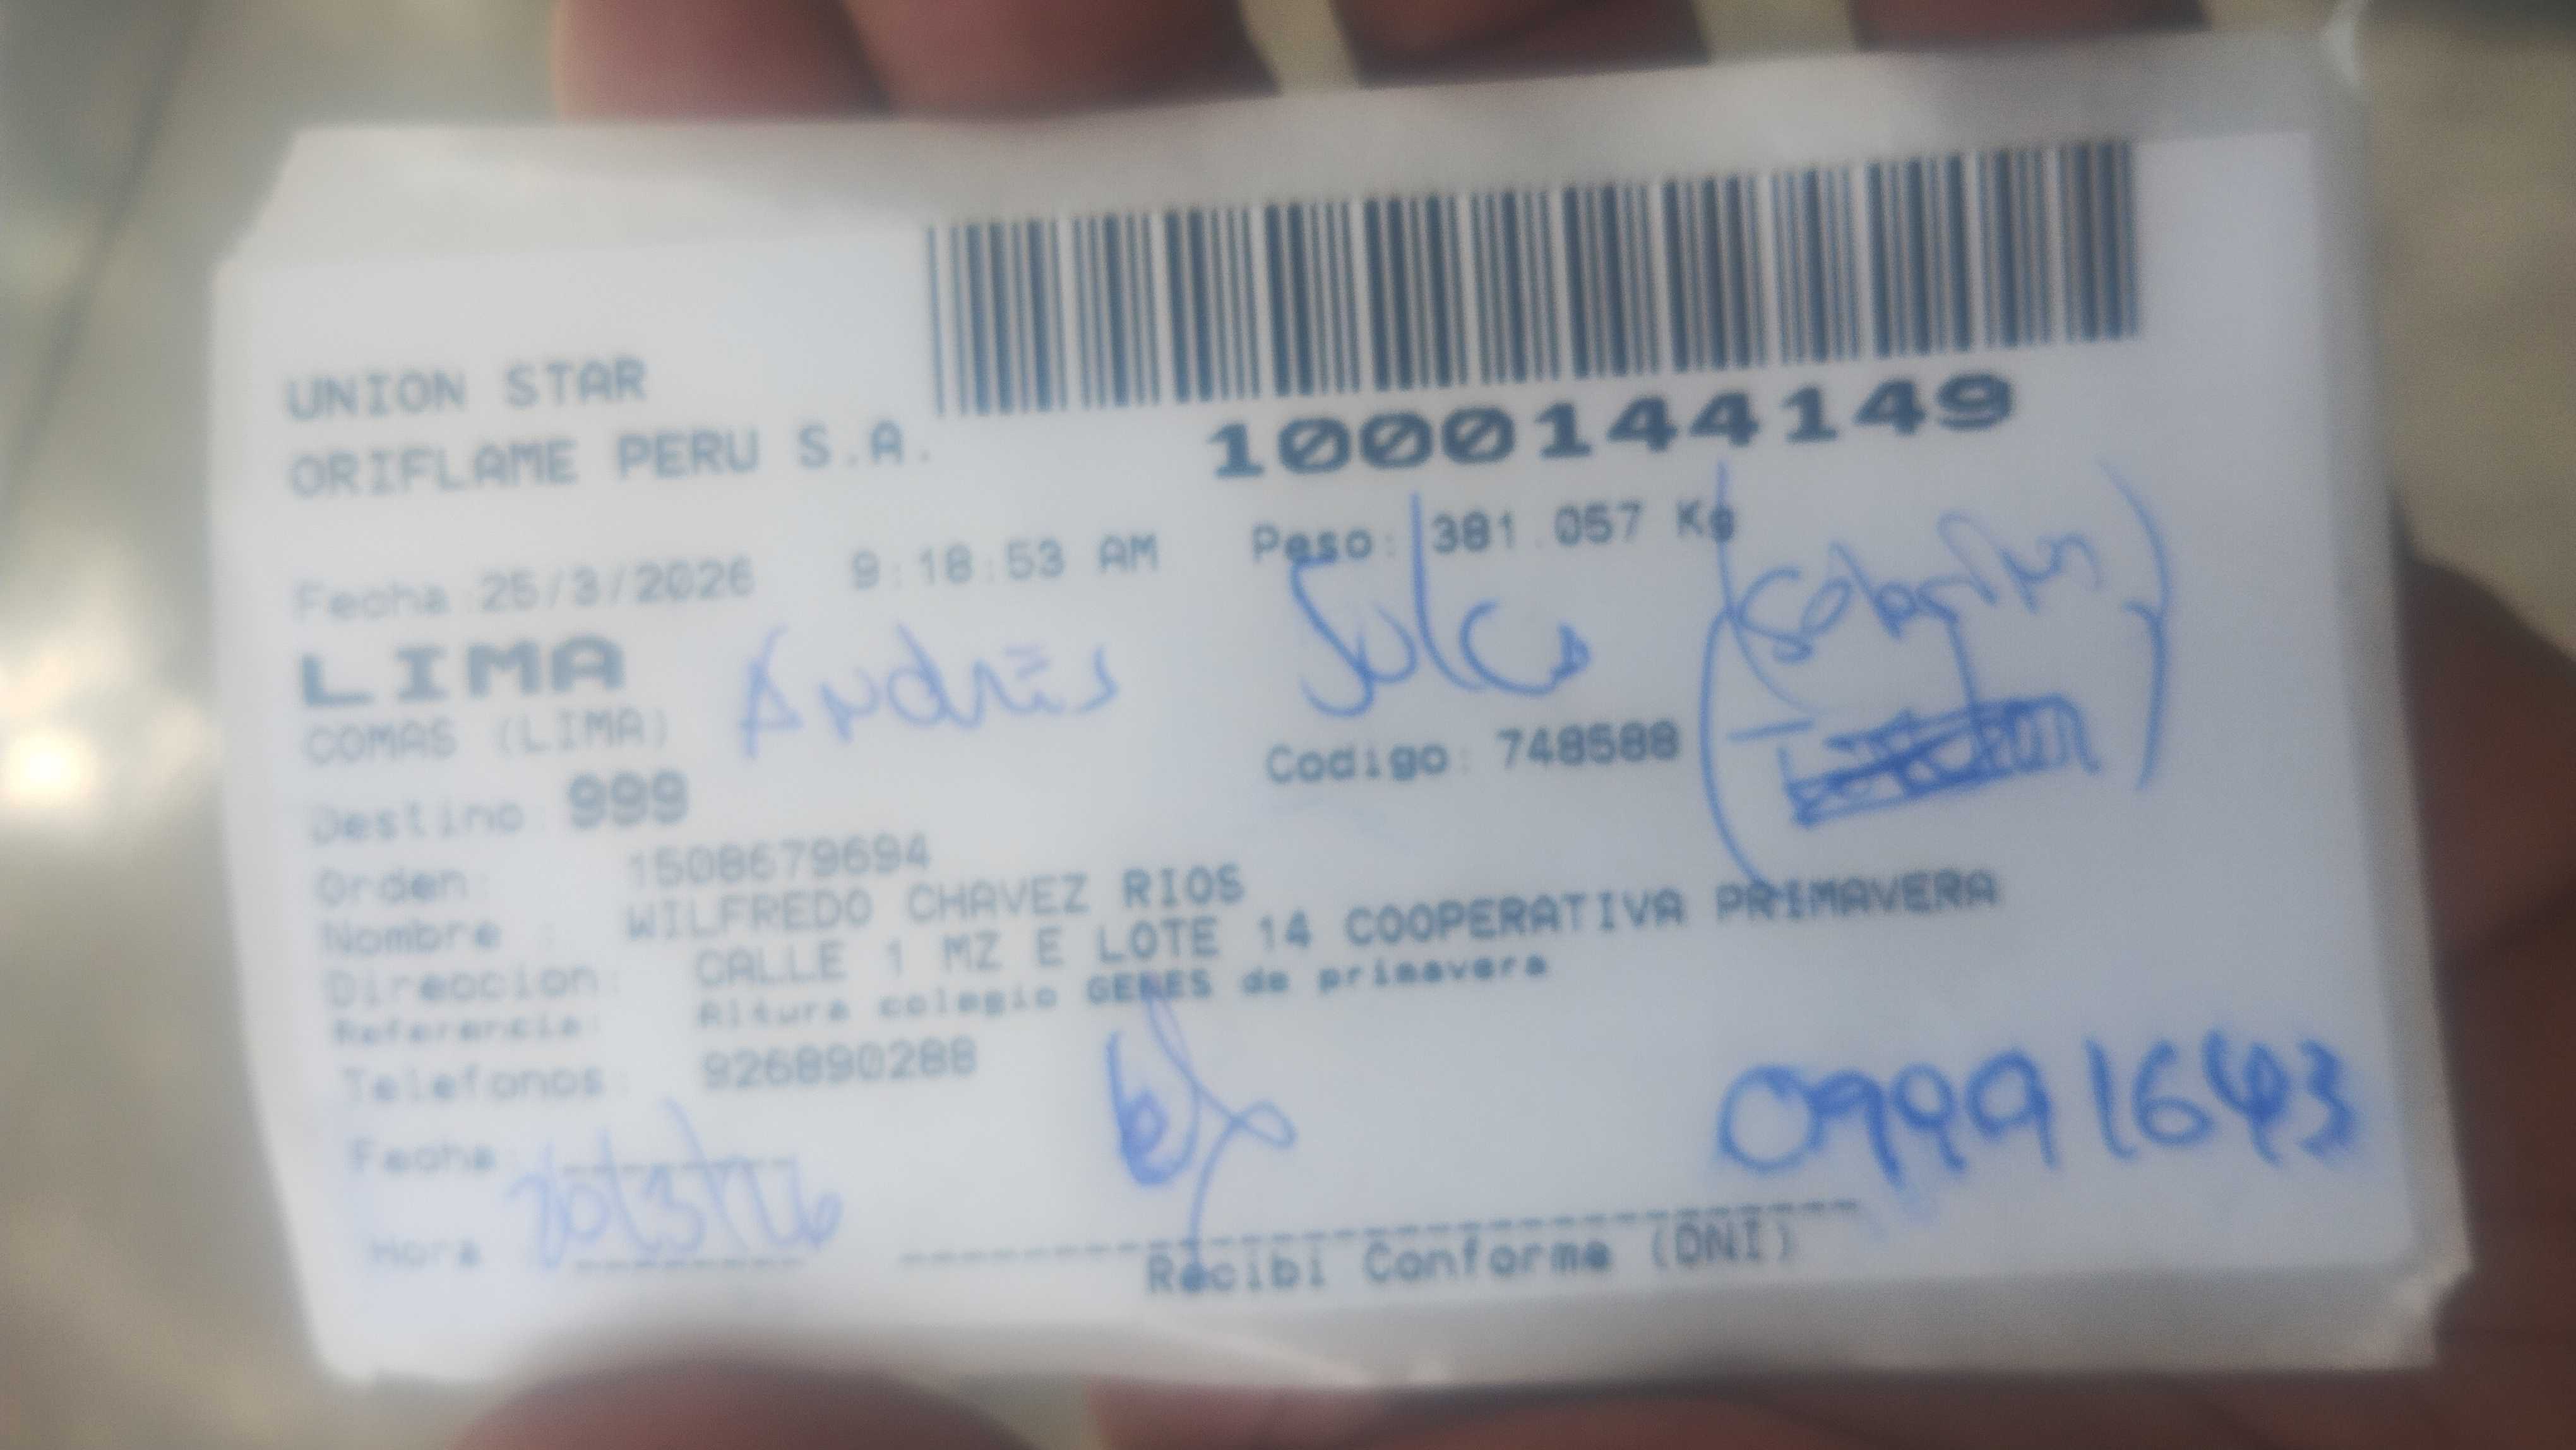 UNION STAR
ORIFLAME PERU S.A.
1000144149
Fecha:25/3/2026 9:18:53 AM Peso: 381.057 Kg
LIMA Andrés Sulca
COMAS (LIMA)
Codigo: 748588
Destino: 999
Orden: 1508679694
Nombre : WILFREDO CHAVEZ RIOS
Direccion: CALLE 1 MZ E LOTE 14 COOPERATIVA PRIMAVERA
Referencia: Altura colegio GENES de primavera
Telefonos: 926890288
09991643
Fecha:
Hora
Recibi Conforme (DNI)